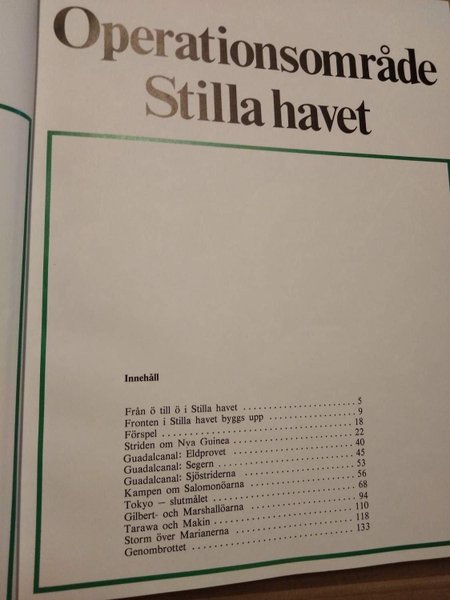 Operationsområde
Stilla havet
Innehåll
Från ö till ö i Stilla havet 5
Fronten i Stilla havet byggs upp 9
Förspel 18
Striden om Nya Guinea 22
Guadalcanal: Eldprovet 40
Guadalcanal: Segern 45
Guadalcanal: Sjöstriderna 53
Kampen om Salomonöarna 56
Tokyo – slutmålet 68
Gilbert- och Marshallöarna 94
Tarawa och Makin 110
Storm över Marianerna 118
Genombrottet 133